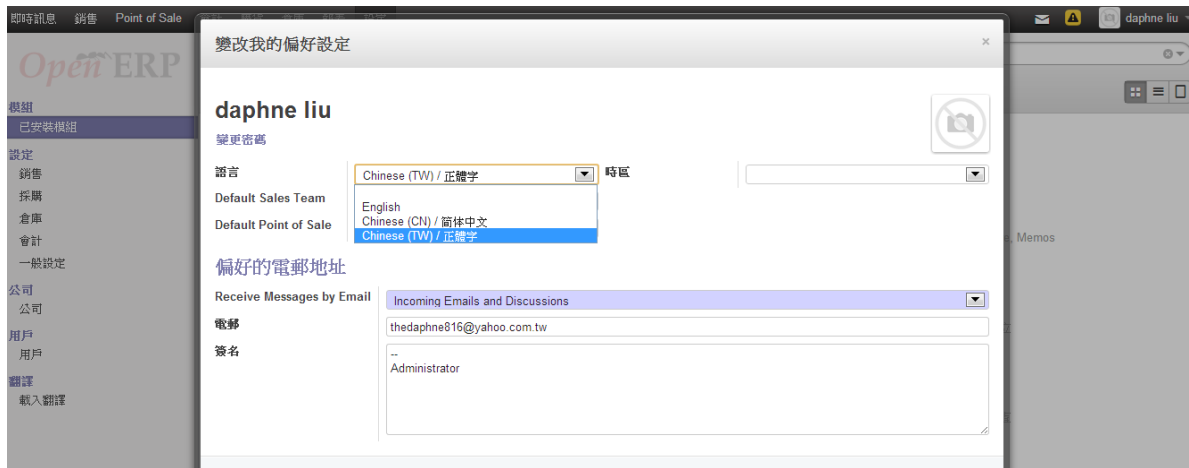 即時訊息 銷售 Point of Sale 設定
daphne liu
Open ERP
模組
已安裝模組
設定
銷售
採購
倉庫
會計
一般設定
公司
公司
用戶
用戶
翻譯
載入翻譯
變改我的偏好設定
×
daphne liu
變更密碼
語言 Chinese (TW) / 正體字 時區
English
Chinese (CN) / 简体中文
Chinese (TW) / 正體字
Default Sales Team
Default Point of Sale
偏好的電郵地址
Receive Messages by Email Incoming Emails and Discussions
電郵 thedaphne816@yahoo.com.tw
簽名 --
Administrator
, Memos